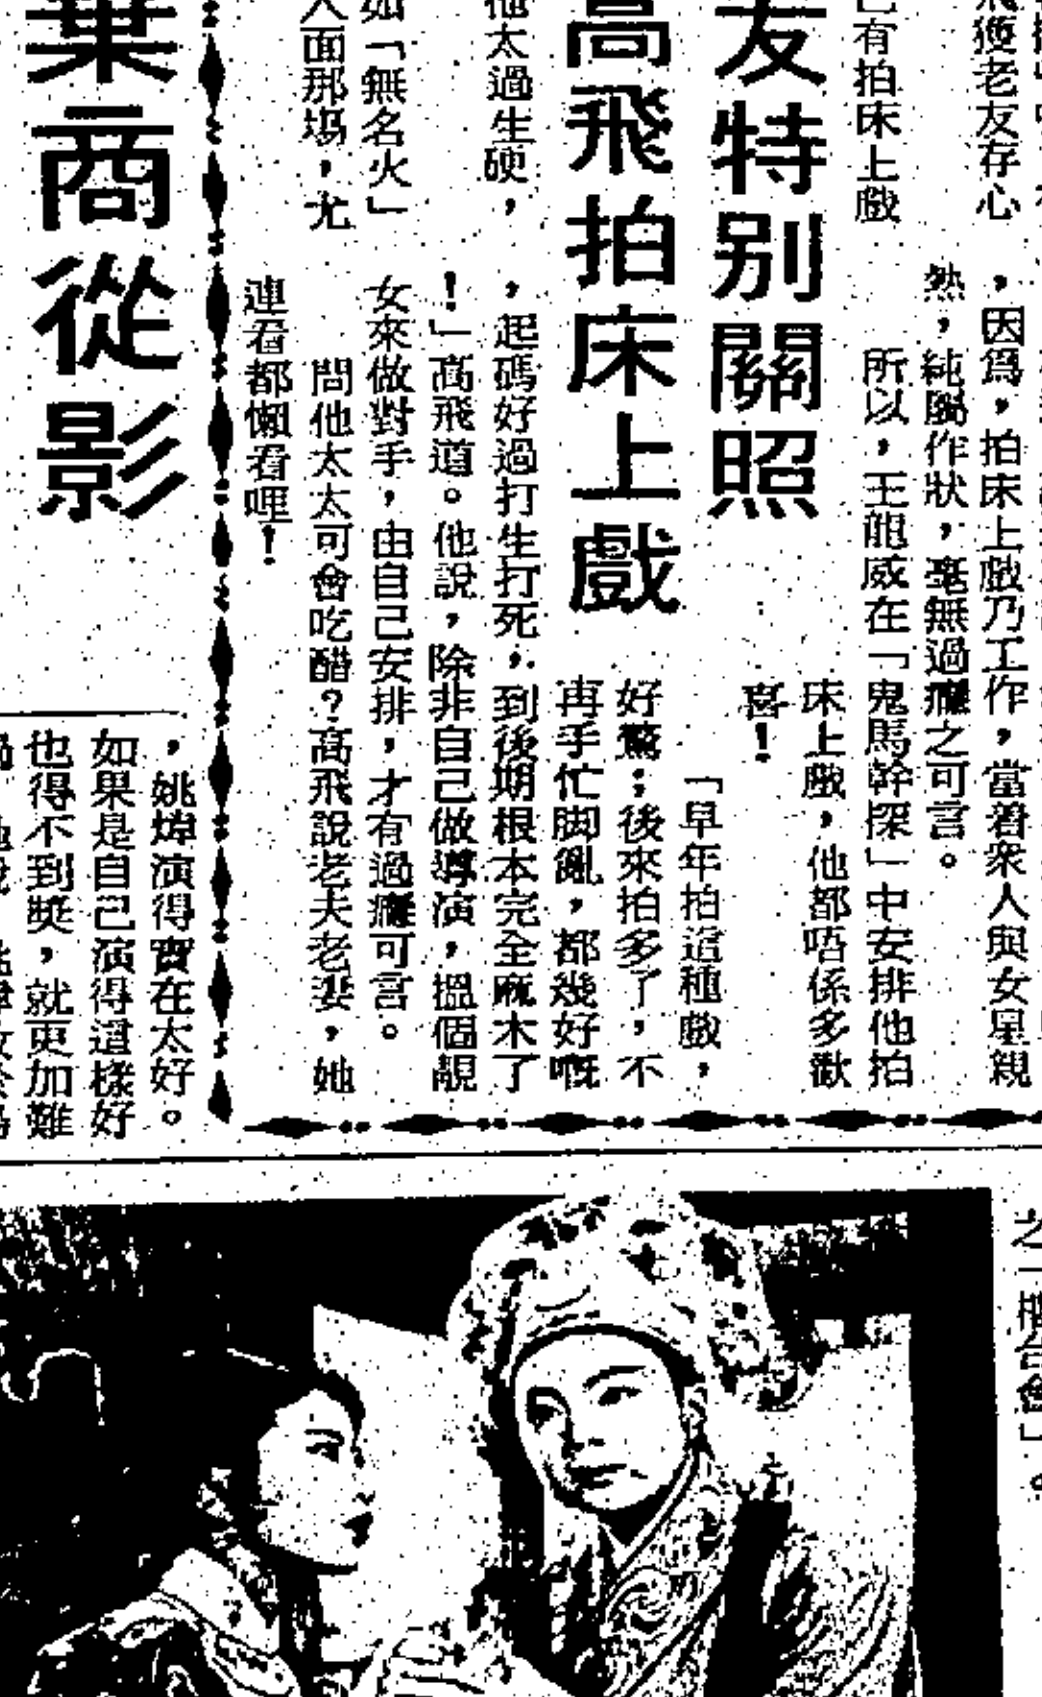 獲老友存心
有拍床上戲
友特别關照
高飛拍床上戲
他太過生硬，
如「無名火」
人面那場，尤
，因爲，拍床上戲乃工作，當着衆人與女星親
熱，純屬作狀，毫無過癮之可言。
所以，王龍威在「鬼馬幹探」中安排他拍
床上戲，他都唔係多歡
喜！
「早年拍這種戲，
好驚；後來拍多了，不
再手忙脚亂，都幾好嘅
，起碼好過打生打死，到後期根本完全麻木了
！」高飛道。他說，除非自己做導演，搵個靚
女來做對手，由自己安排，才有過癮可言。
問他太太可會吃醋？高飛說老夫老妻，她
連看都懶看哩！
棄商從影
，姚煒演得實在太好。
如果是自己演得這樣好
也得不到獎，就更加難
之「樓台會」。